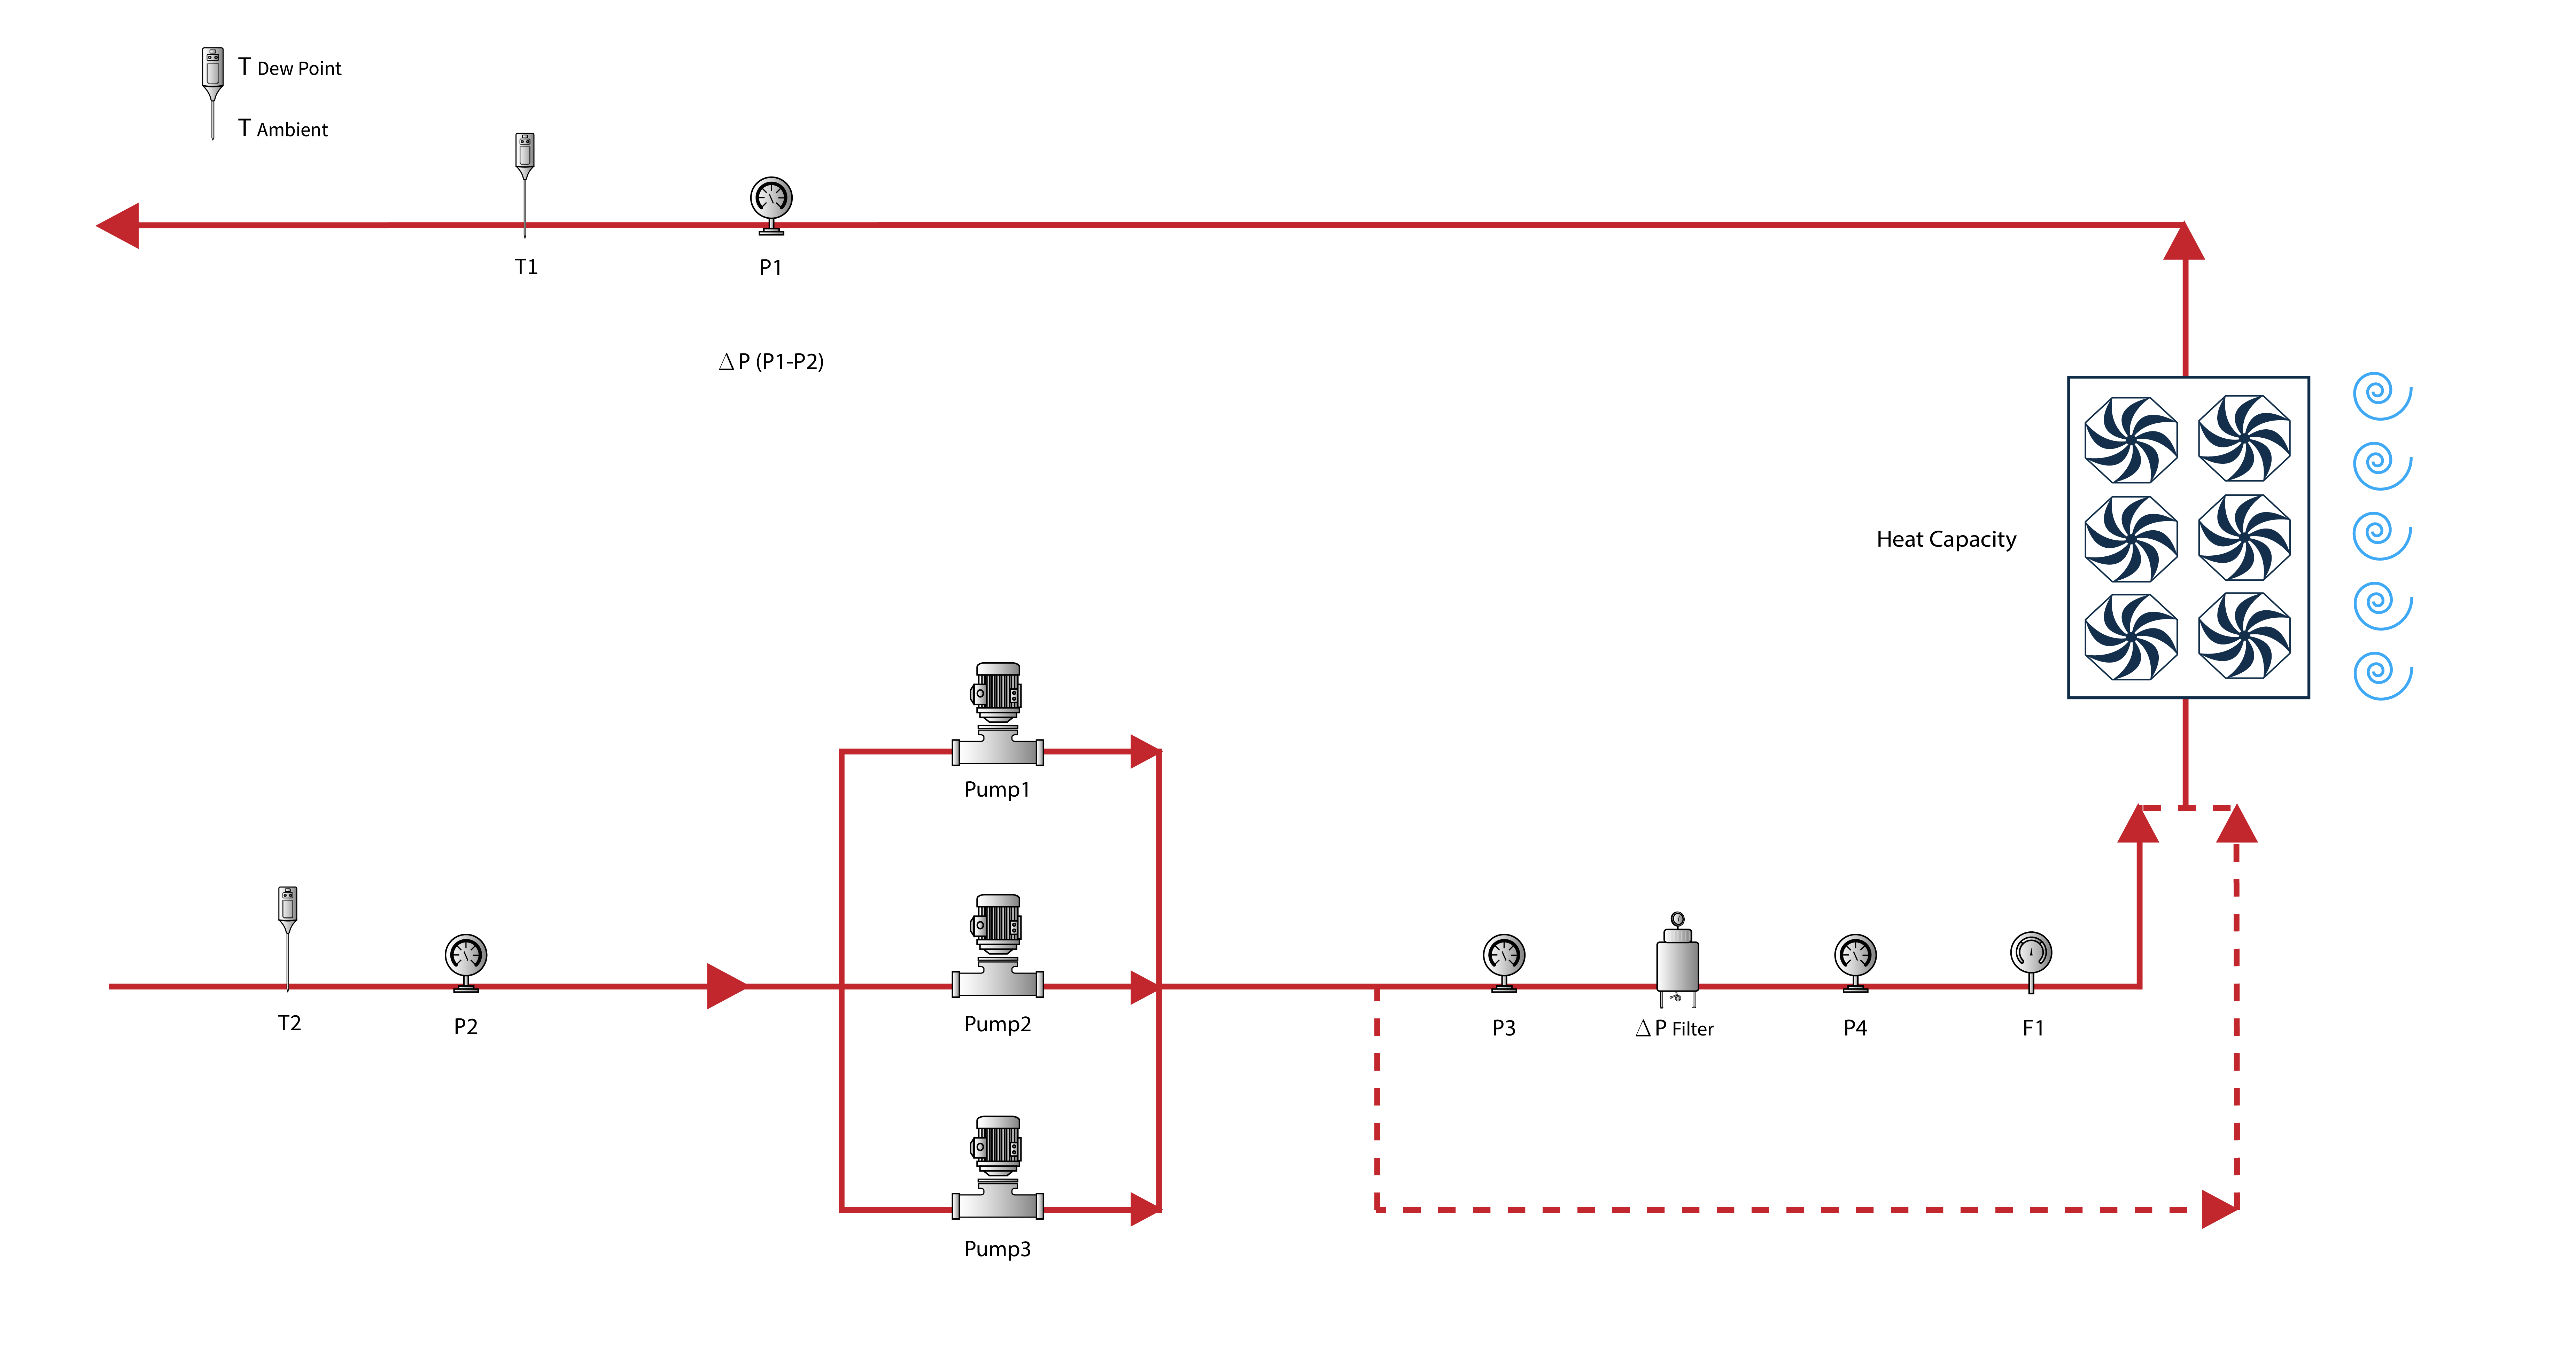 T Dew Point
T Ambient
T1
P1
Δ P (P1-P2)
Heat Capacity
Pump1
T2
P2
Pump2
P3
Δ P Filter
P4
F1
Pump3